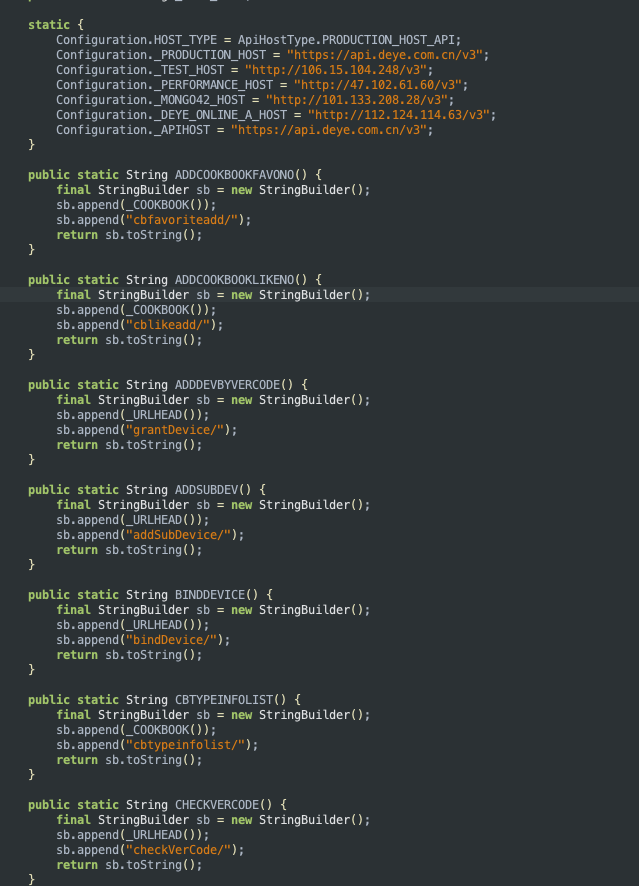 static {
    Configuration.HOST_TYPE = ApiHostType.PRODUCTION_HOST_API;
    Configuration._PRODUCTION_HOST = "https://api.deye.com.cn/v3";
    Configuration._TEST_HOST = "http://106.15.104.248/v3";
    Configuration._PERFORMANCE_HOST = "http://47.102.61.60/v3";
    Configuration._MONGO42_HOST = "http://101.133.208.28/v3";
    Configuration._DEYE_ONLINE_A_HOST = "http://112.124.114.63/v3";
    Configuration._APIHOST = "https://api.deye.com.cn/v3";
}

public static String ADDCOOKBOOKFAVONO() {
    final StringBuilder sb = new StringBuilder();
    sb.append(_COOKBOOK());
    sb.append("cbfavoriteadd/");
    return sb.toString();
}

public static String ADDCOOKBOOKLIKENO() {
    final StringBuilder sb = new StringBuilder();
    sb.append(_COOKBOOK());
    sb.append("cblikeadd/");
    return sb.toString();
}

public static String ADDDEVBYVERCODE() {
    final StringBuilder sb = new StringBuilder();
    sb.append(_URLHEAD());
    sb.append("grantDevice/");
    return sb.toString();
}

public static String ADDSUBDEV() {
    final StringBuilder sb = new StringBuilder();
    sb.append(_URLHEAD());
    sb.append("addSubDevice/");
    return sb.toString();
}

public static String BINDDEVICE() {
    final StringBuilder sb = new StringBuilder();
    sb.append(_URLHEAD());
    sb.append("bindDevice/");
    return sb.toString();
}

public static String CBTYPEINFOLIST() {
    final StringBuilder sb = new StringBuilder();
    sb.append(_COOKBOOK());
    sb.append("cbtypeinfolist/");
    return sb.toString();
}

public static String CHECKVERCODE() {
    final StringBuilder sb = new StringBuilder();
    sb.append(_URLHEAD());
    sb.append("checkVerCode/");
    return sb.toString();
}